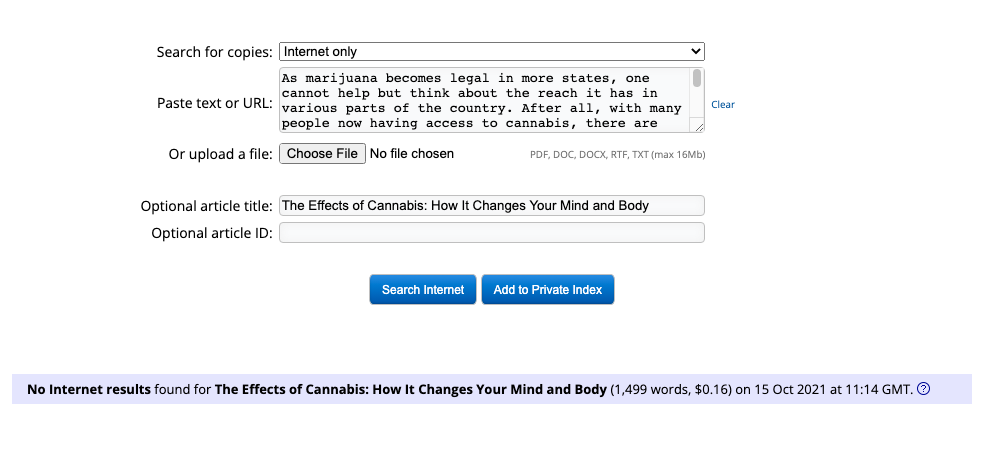 Search for copies: Internet only
Paste text or URL: As marijuana becomes legal in more states, one
cannot help but think about the reach it has in
various parts of the country. After all, with many
people now having access to cannabis, there are
Clear
Or upload a file: Choose File No file chosen PDF, DOC, DOCX, RTF, TXT (max 16Mb)
Optional article title: The Effects of Cannabis: How It Changes Your Mind and Body
Optional article ID:
Search Internet Add to Private Index
No Internet results found for The Effects of Cannabis: How It Changes Your Mind and Body (1,499 words, $0.16) on 15 Oct 2021 at 11:14 GMT. ?